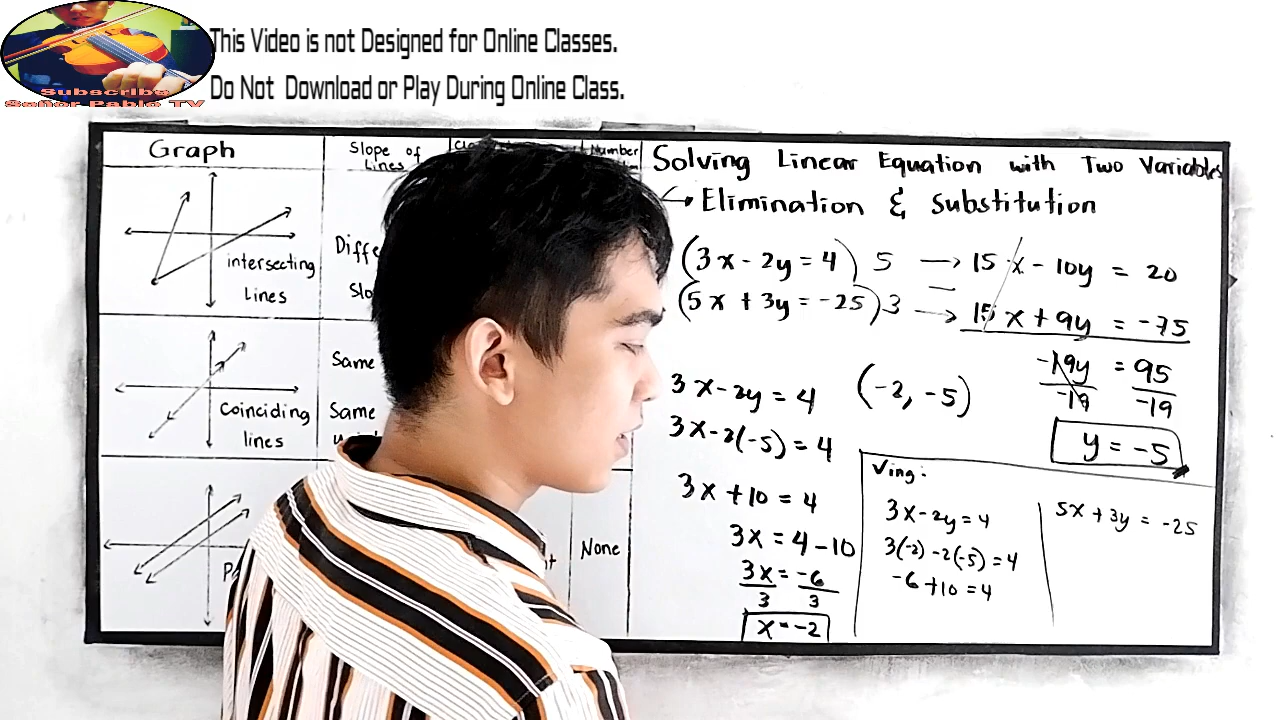 This Video is not Designed for Online Classes.
Do Not Download or Play During Online Class.
Subscribe
Señor Pablo TV
Graph
Slope of
Lines
Number
intersecting
Lines
Coinciding
lines
Same
Same
None
Solving Linear Equation with Two Variables
↳ Elimination & Substitution
(3x - 2y = 4) 5 → 15x - 10y = 20
(5x + 3y = -25) 3 → 15x + 9y = -75
-19y = 95
-19 -19
y = -5
3x - 2y = 4
(-2, -5)
3x - 2(-5) = 4
3x + 10 = 4
3x = 4 - 10
3x = -6
3 3
x = -2
Ving:
3x - 2y = 4
3(-2) - 2(-5) = 4
-6 + 10 = 4
5x + 3y = -25